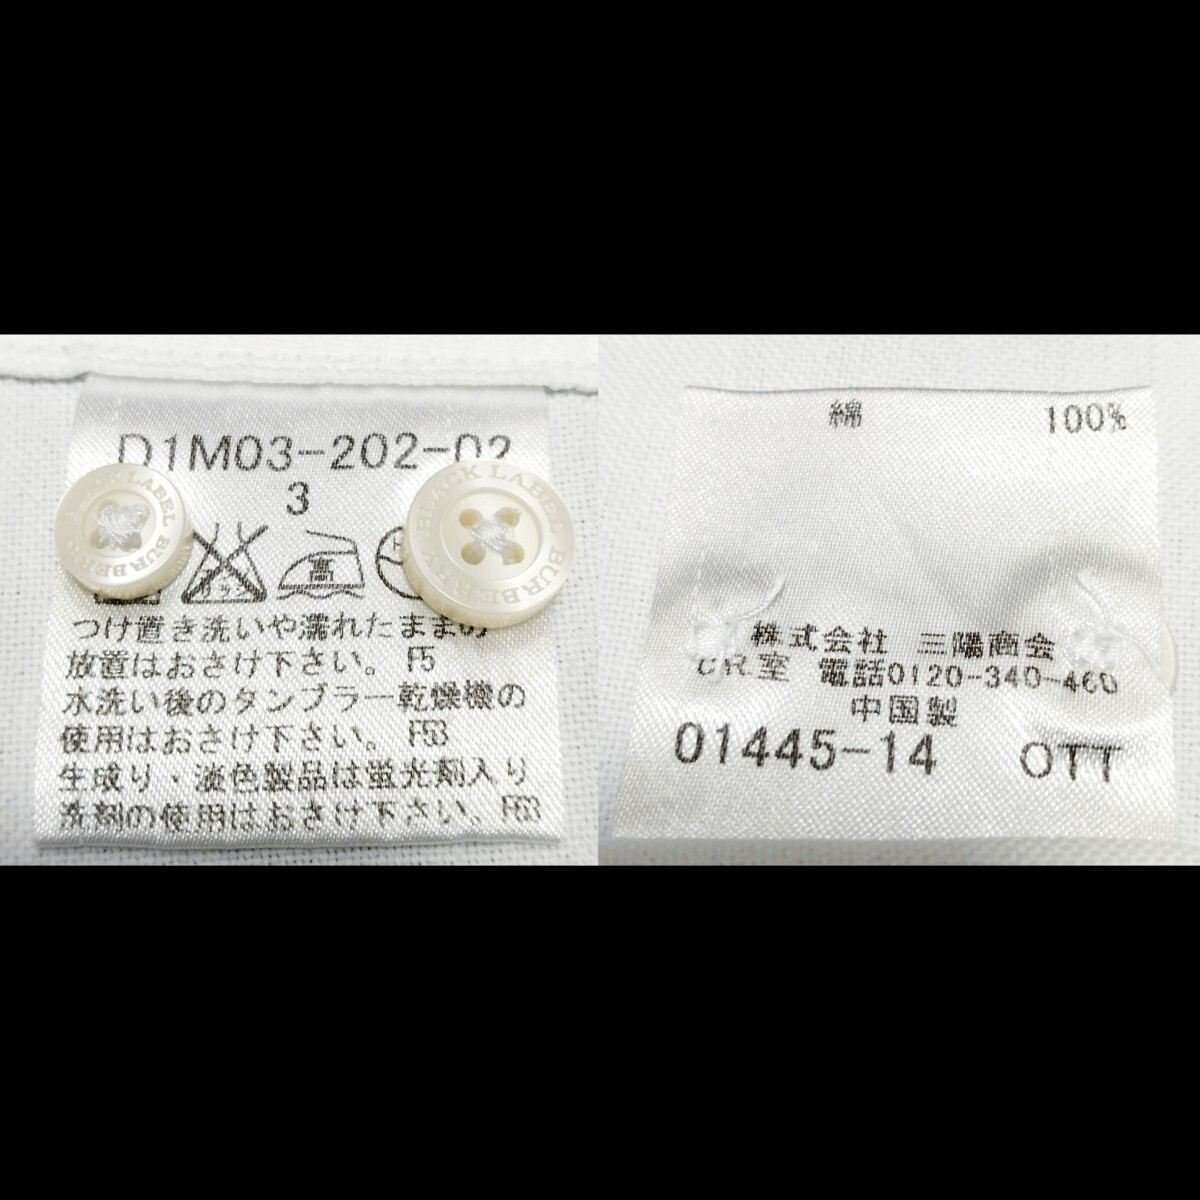 D1M03-202-02
3
BLACK LABEL BURBERRY
BLACK LABEL BURBERRY
高
つけ置き洗いや濡れたままの
放置はおさけ下さい。 F5
水洗い後のタンブラー乾燥機の
使用はおさけ下さい。 F53
生成り・淡色製品は蛍光剤入り
洗剤の使用はおさけ下さい。F63
綿 100%
株式会社 三陽商会
CR室 電話0120-340-460
中国製
01445-14 OTT